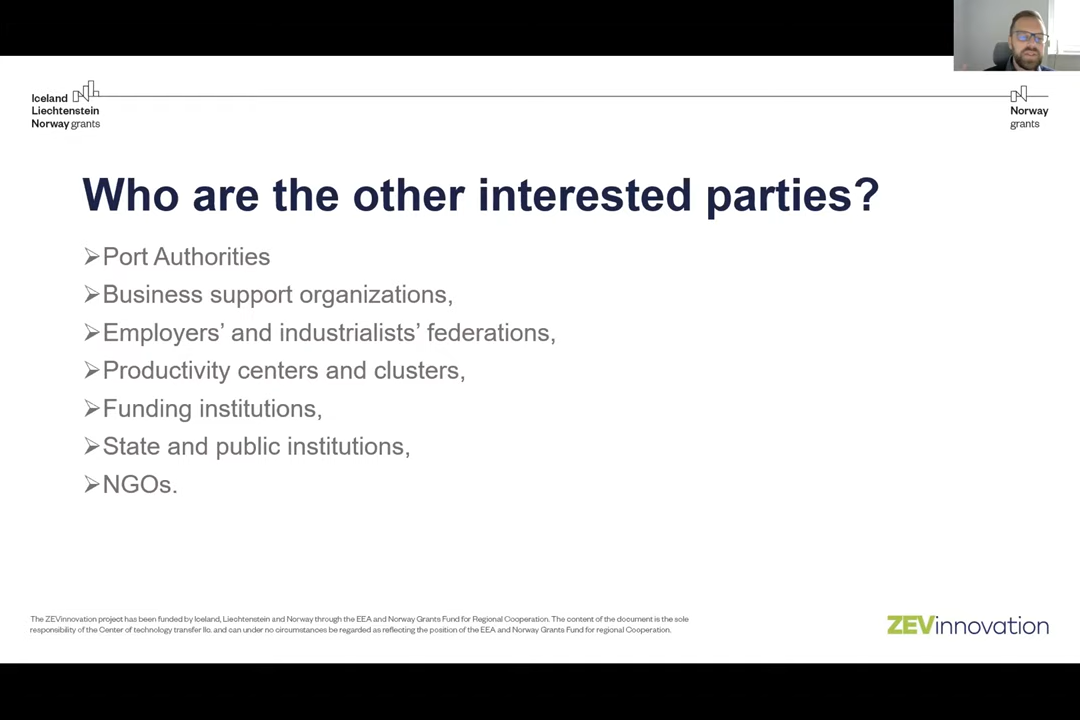 Iceland
Liechtenstein
Norway grants
Norway
grants
Who are the other interested parties?
➢Port Authorities
➢Business support organizations,
➢Employers’ and industrialists’ federations,
➢Productivity centers and clusters,
➢Funding institutions,
➢State and public institutions,
➢NGOs.
The ZEVinnovation project has been funded by Iceland, Liechtenstein and Norway through the EEA and Norway Grants Fund for Regional Cooperation. The content of the document is the sole
responsibility of the Center of technology transfer llc. and can under no circumstances be regarded as reflecting the position of the EEA and Norway Grants Fund for regional Cooperation.
ZEVinnovation